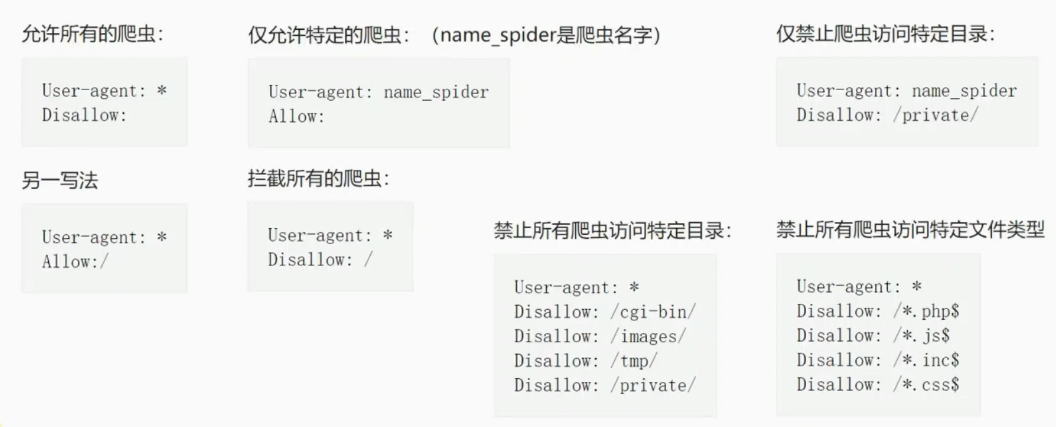 允许所有的爬虫：
User-agent: *
Disallow:
另一写法
User-agent: *
Allow:/
仅允许特定的爬虫：（name_spider是爬虫名字）
User-agent: name_spider
Allow:
拦截所有的爬虫：
User-agent: *
Disallow: /
禁止所有爬虫访问特定目录：
User-agent: *
Disallow: /cgi-bin/
Disallow: /images/
Disallow: /tmp/
Disallow: /private/
仅禁止爬虫访问特定目录：
User-agent: name_spider
Disallow: /private/
禁止所有爬虫访问特定文件类型
User-agent: *
Disallow: /*.php$
Disallow: /*.js$
Disallow: /*.inc$
Disallow: /*.css$